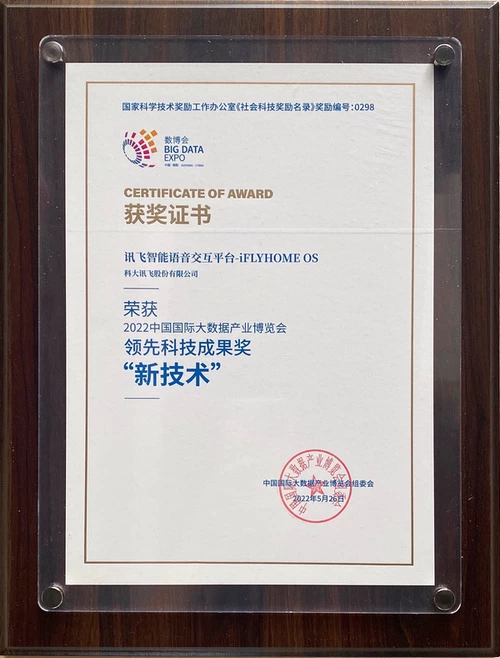 国家科学技术奖励工作办公室《社会科技奖励名录》奖励编号:0298
数博会
BIG DATA
EXPO
CERTIFICATE OF AWARD
获奖证书
讯飞智能语音交互平台-iFLYHOME OS
科大讯飞股份有限公司
荣获
2022中国国际大数据产业博览会
领先科技成果奖
“新技术”
中国国际大数据产业博览会组委会
2022年5月26日